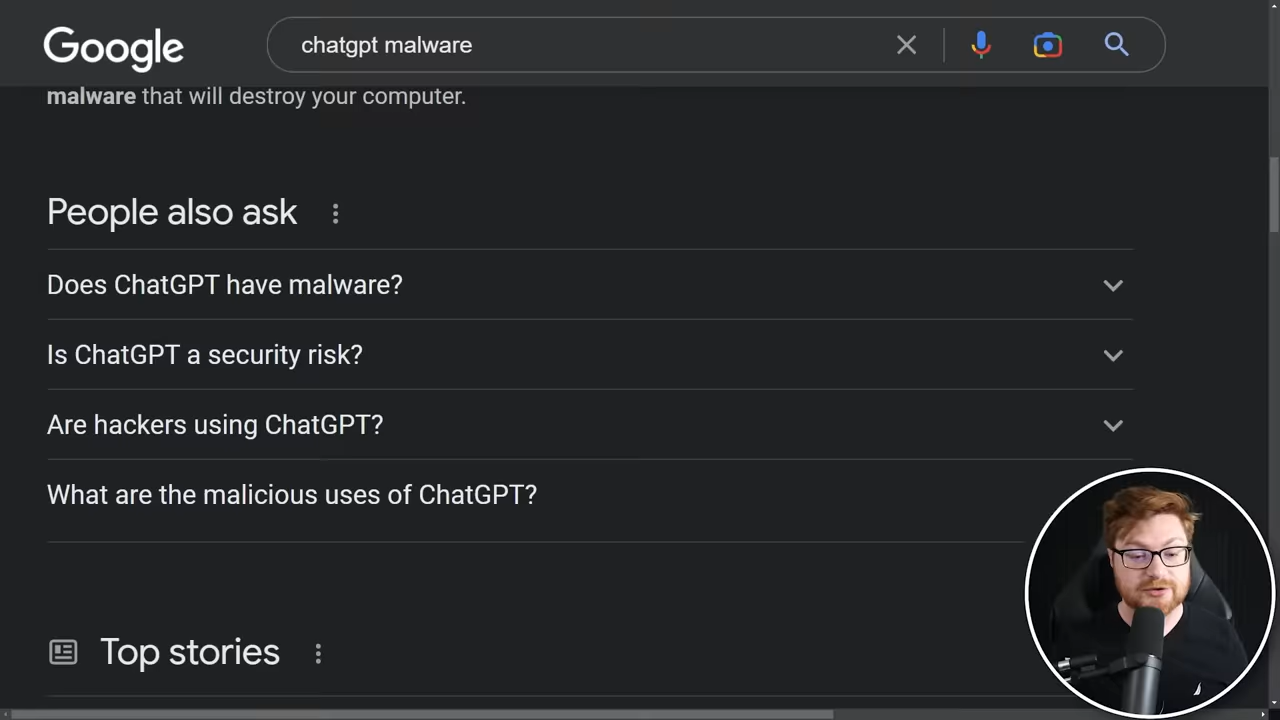 Google
chatgpt malware
malware that will destroy your computer.
People also ask
Does ChatGPT have malware?
Is ChatGPT a security risk?
Are hackers using ChatGPT?
What are the malicious uses of ChatGPT?
Top stories